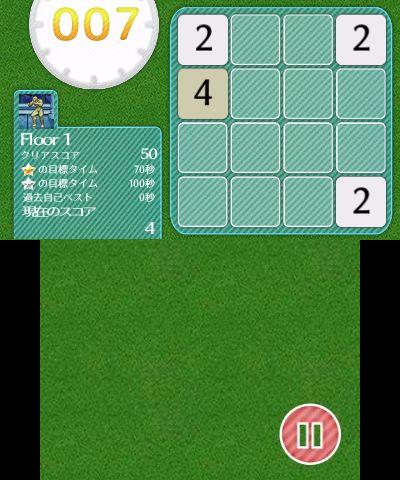 007
2 2
4
2
Floor 1
クリアスコア 50
の目標タイム 70秒
の目標タイム 100秒
過去自己ベスト 0秒
現在のスコア
4